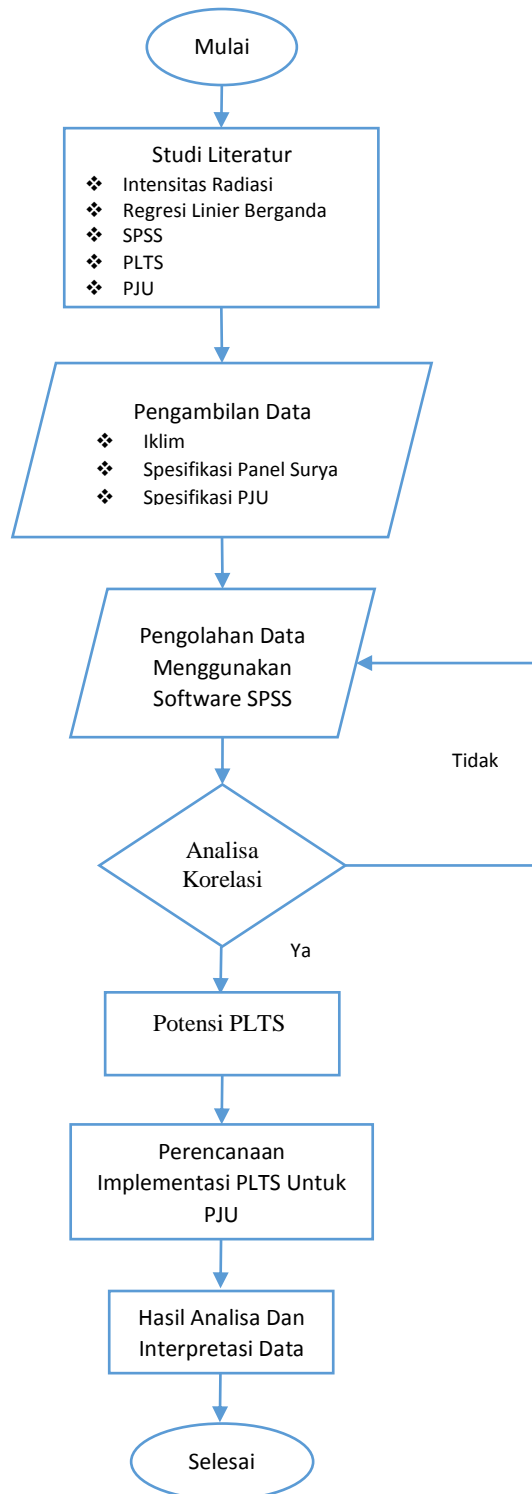 Mulai
Studi Literatur
❖ Intensitas Radiasi
❖ Regresi Linier Berganda
❖ SPSS
❖ PLTS
❖ PJU
Pengambilan Data
❖ Iklim
❖ Spesifikasi Panel Surya
❖ Spesifikasi PJU
Pengolahan Data
Menggunakan
Software SPSS
Tidak
Analisa
Korelasi
Ya
Potensi PLTS
Perencanaan
Implementasi PLTS Untuk
PJU
Hasil Analisa Dan
Interpretasi Data
Selesai